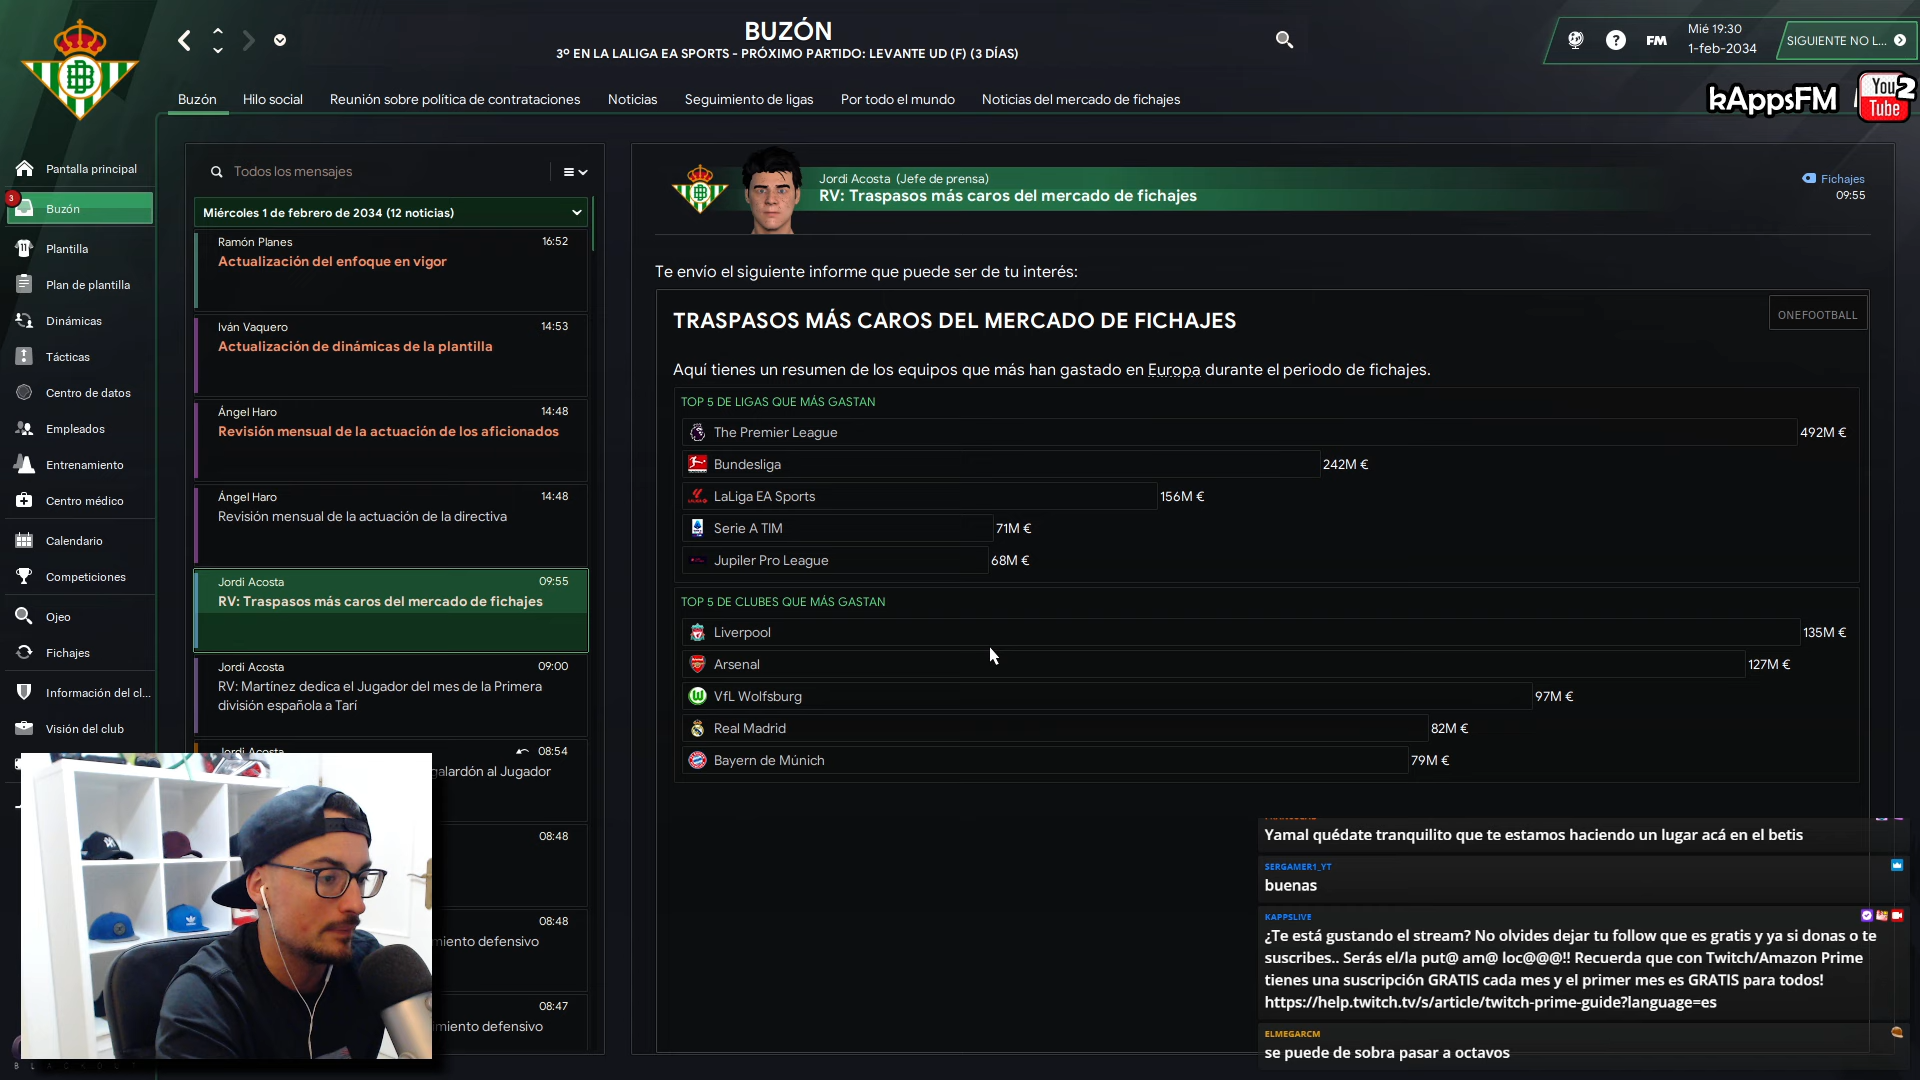 BUZÓN
3º EN LA LALIGA EA SPORTS - PRÓXIMO PARTIDO: LEVANTE UD (F) (3 DÍAS)
Mié 19:30
1-feb-2034
SIGUIENTE NO L...
FM
kAppsFM
You 2
Tube
Buzón
Hilo social
Reunión sobre política de contrataciones
Noticias
Seguimiento de ligas
Por todo el mundo
Noticias del mercado de fichajes
Pantalla principal
3
Buzón
Plantilla
Plan de plantilla
Dinámicas
Tácticas
Centro de datos
Empleados
Entrenamiento
Centro médico
Calendario
Competiciones
Ojeo
Fichajes
Información del cl...
Visión del club
Todos los mensajes
Miércoles 1 de febrero de 2034 (12 noticias)
Ramón Planes 16:52
Actualización del enfoque en vigor
Iván Vaquero 14:53
Actualización de dinámicas de la plantilla
Ángel Haro 14:48
Revisión mensual de la actuación de los aficionados
Ángel Haro 14:48
Revisión mensual de la actuación de la directiva
Jordi Acosta 09:55
RV: Traspasos más caros del mercado de fichajes
Jordi Acosta 09:00
RV: Martínez dedica el Jugador del mes de la Primera
división española a Tarí
Jordi Acosta 08:54
galardón al Jugador
08:48
08:48
miento defensivo
08:47
imiento defensivo
Jordi Acosta (Jefe de prensa)
RV: Traspasos más caros del mercado de fichajes
Fichajes
09:55
Te envío el siguiente informe que puede ser de tu interés:
TRASPASOS MÁS CAROS DEL MERCADO DE FICHAJES
ONEFOOTBALL
Aquí tienes un resumen de los equipos que más han gastado en Europa durante el periodo de fichajes.
TOP 5 DE LIGAS QUE MÁS GASTAN
The Premier League 492M €
Bundesliga 242M €
LaLiga EA Sports 156M €
Serie A TIM 71M €
Jupiler Pro League 68M €
TOP 5 DE CLUBES QUE MÁS GASTAN
Liverpool 135M €
Arsenal 127M €
VfL Wolfsburg 97M €
Real Madrid 82M €
Bayern de Múnich 79M €
Yamal quédate tranquilito que te estamos haciendo un lugar acá en el betis
SERGAMER1_YT
buenas
KAPPSLIVE
¿Te está gustando el stream? No olvides dejar tu follow que es gratis y ya si donas o te
suscribes.. Serás el/la put@ am@ loc@@@!! Recuerda que con Twitch/Amazon Prime
tienes una suscripción GRATIS cada mes y el primer mes es GRATIS para todos!
https://help.twitch.tv/s/article/twitch-prime-guide?language=es
ELMEGARCM
se puede de sobra pasar a octavos